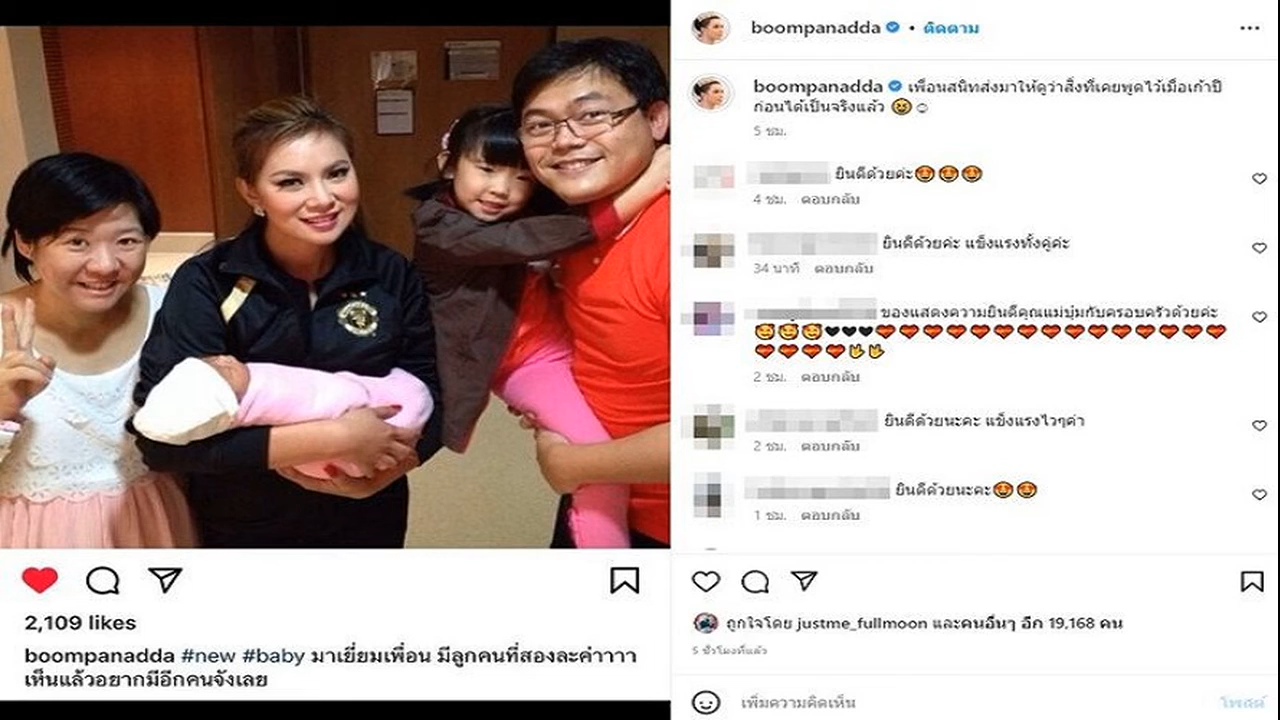 2,109 likes
boompanadda #new #baby มาเยี่ยมเพื่อน มีลูกคนที่สองละค่าาาา
เห็นแล้วอยากมีอีกคนจังเลย
boompanadda • ติดตาม
boompanadda เพื่อนสนิทส่งมาให้ดูว่าสิ่งที่เคยพูดไว้เมื่อเก้าปี
ก่อนได้เป็นจริงแล้ว 😆☺
5 ชม.
ยินดีด้วยค่ะ🤩🤩🤩
4 ชม. ตอบกลับ
ยินดีด้วยค่ะ แข็งแรงทั้งคู่ค่ะ
34 นาที ตอบกลับ
ของแสดงความยินดีคุณแม่บุ๋มกับครอบครัวด้วยค่ะ
🥰🥰🥰🖤🖤🖤❤❤❤❤❤❤❤❤❤❤❤❤❤❤
❤❤❤❤🤟🤟
2 ชม. ตอบกลับ
ยินดีด้วยนะคะ แข็งแรงไวๆค่า
2 ชม. ตอบกลับ
ยินดีด้วยนะคะ🤩🤩
1 ชม. ตอบกลับ
ถูกใจโดย justme_fullmoon และคนอื่นๆ อีก 19,168 คน
5 ชั่วโมงที่แล้ว
เพิ่มความคิดเห็น
โพสต์